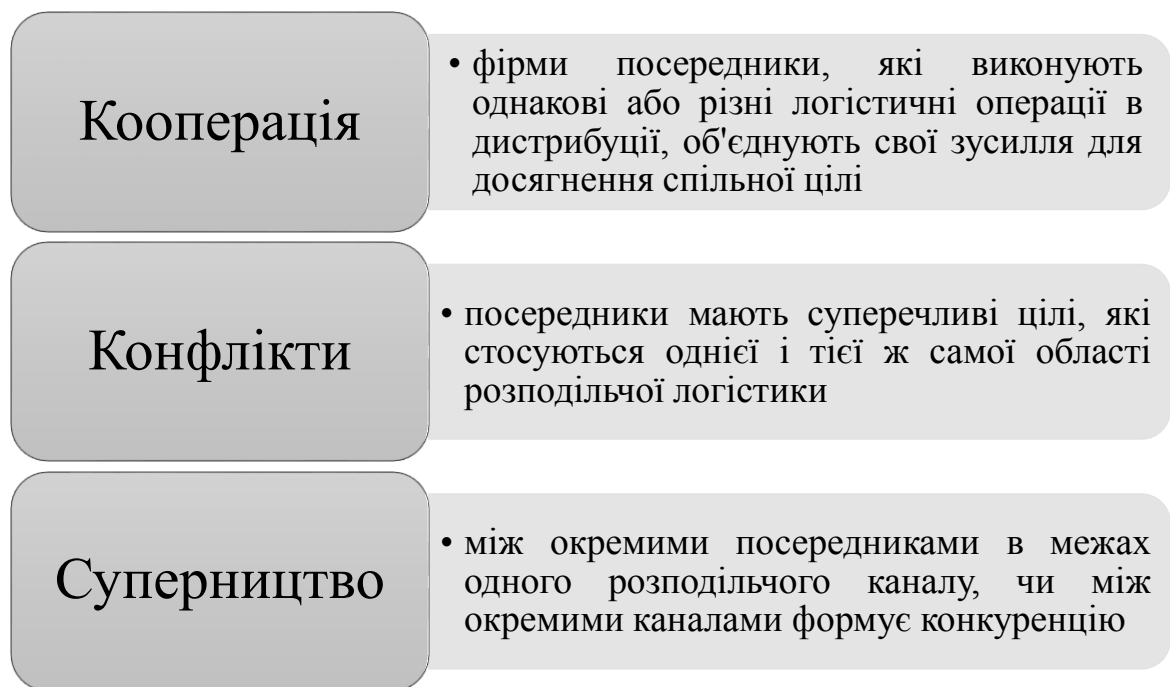 Кооперація
• фірми посередники, які виконують
однакові або різні логістичні операції в
дистрибуції, об'єднують свої зусилля для
досягнення спільної цілі
Конфлікти
• посередники мають суперечливі цілі, які
стосуються однієї і тієї ж самої області
розподільчої логістики
Суперництво
• між окремими посередниками в межах
одного розподільчого каналу, чи між
окремими каналами формує конкуренцію